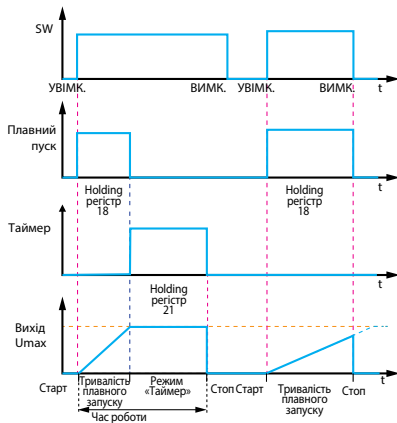 SW
УВІМК.
ВИМК.
УВІМК.
ВИМК.
t
Плавний
пуск
t
Holding
регістр
18
Holding
регістр
18
Таймер
t
Holding
регістр
21
Вихід
Umax
t
Старт
Тривалість
плавного
запуску
Режим
«Таймер»
Стоп
Старт
Тривалість
плавного
запуску
Стоп
Час роботи